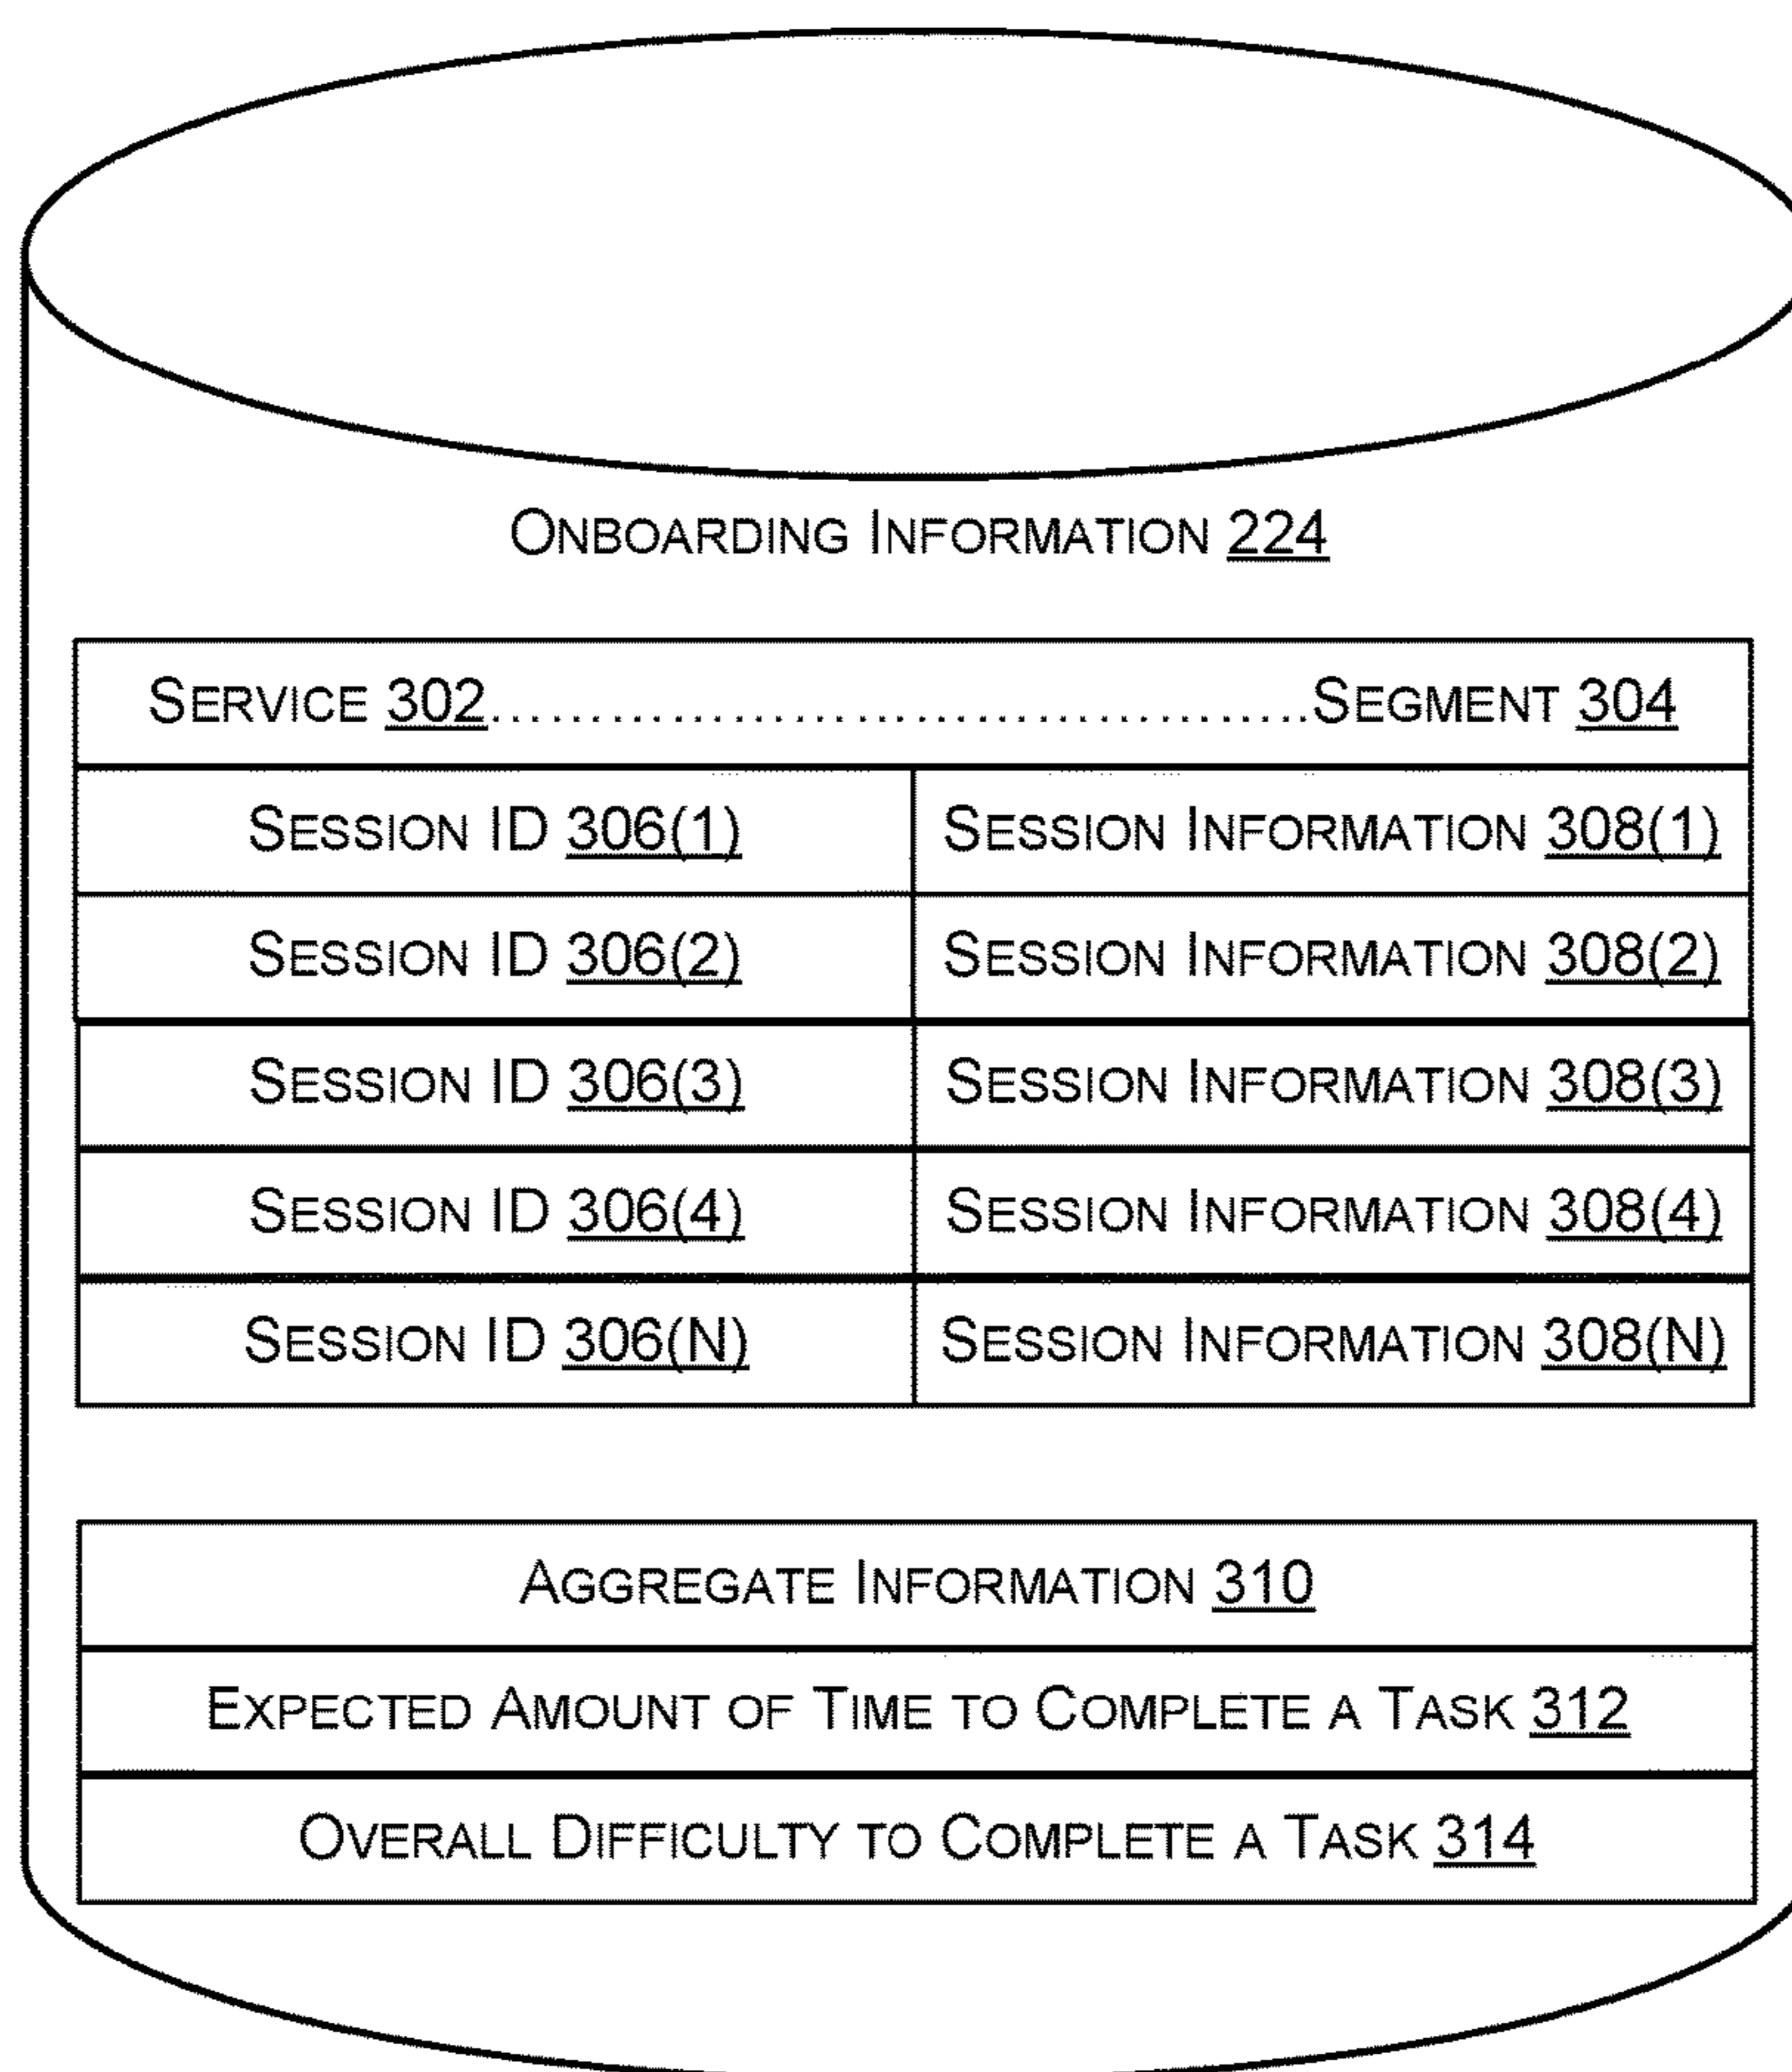 ONBOARDING INFORMATION 224
SERVICE 302.......................................SEGMENT 304
SESSION ID 306(1) SESSION INFORMATION 308(1)
SESSION ID 306(2) SESSION INFORMATION 308(2)
SESSION ID 306(3) SESSION INFORMATION 308(3)
SESSION ID 306(4) SESSION INFORMATION 308(4)
SESSION ID 306(N) SESSION INFORMATION 308(N)
AGGREGATE INFORMATION 310
EXPECTED AMOUNT OF TIME TO COMPLETE A TASK 312
OVERALL DIFFICULTY TO COMPLETE A TASK 314